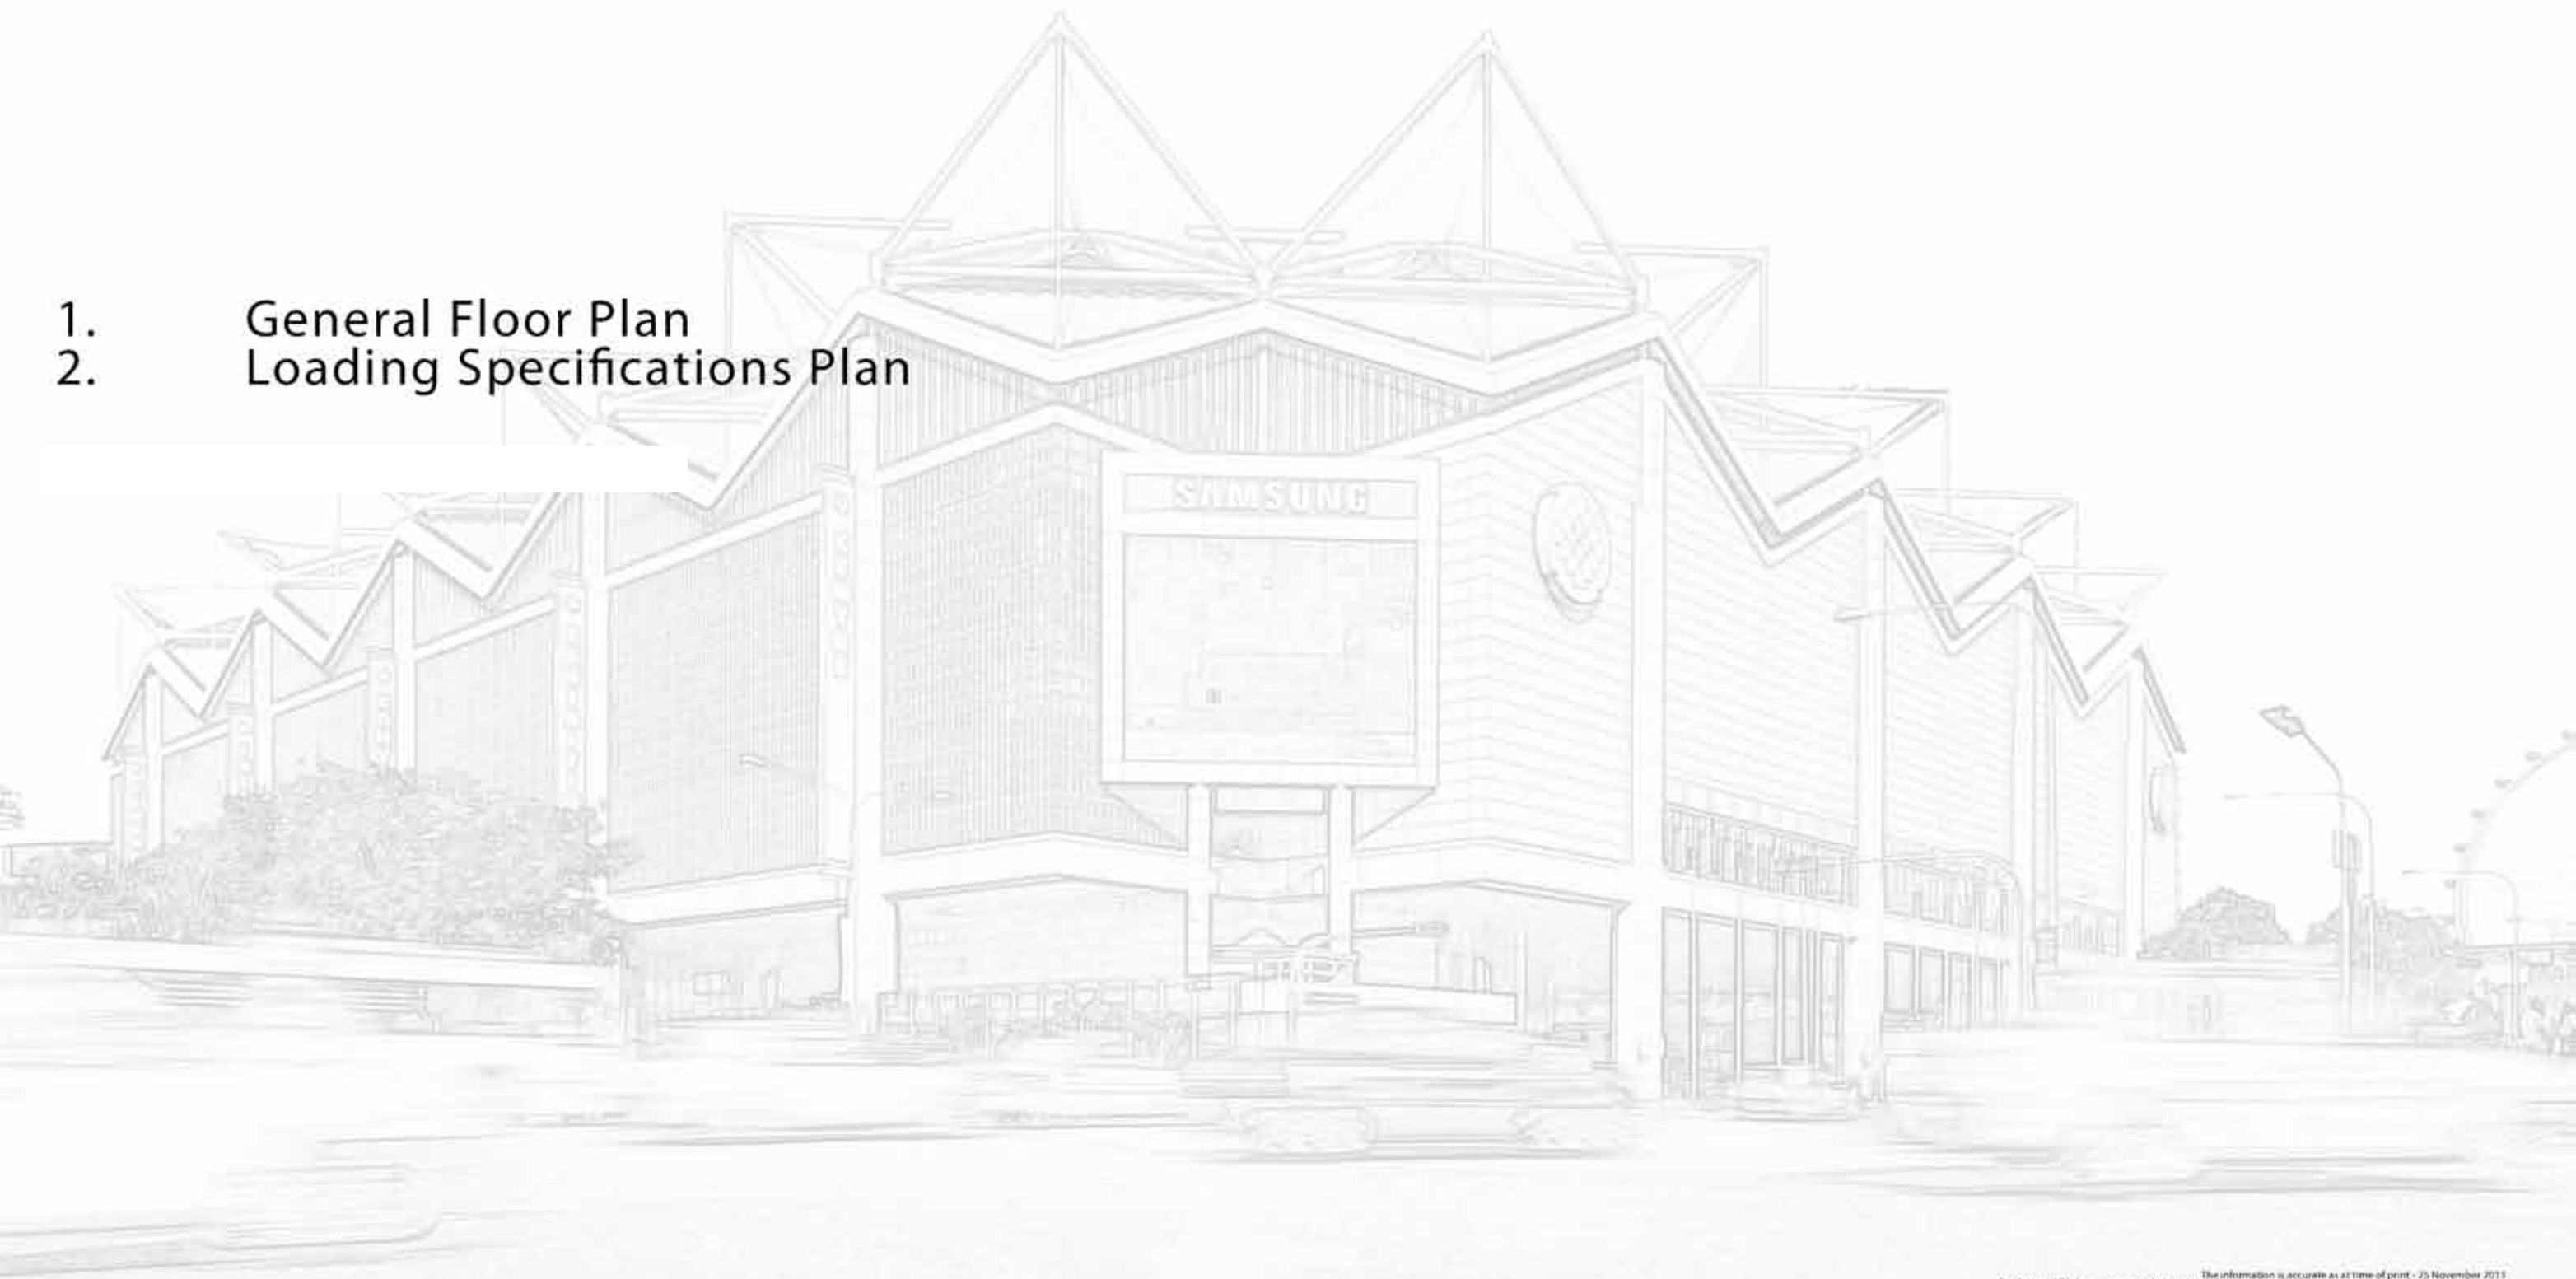 1. General Floor Plan
2. Loading Specifications Plan
SAMSUNG
The information is accurate as at time of print - 25 November 2013